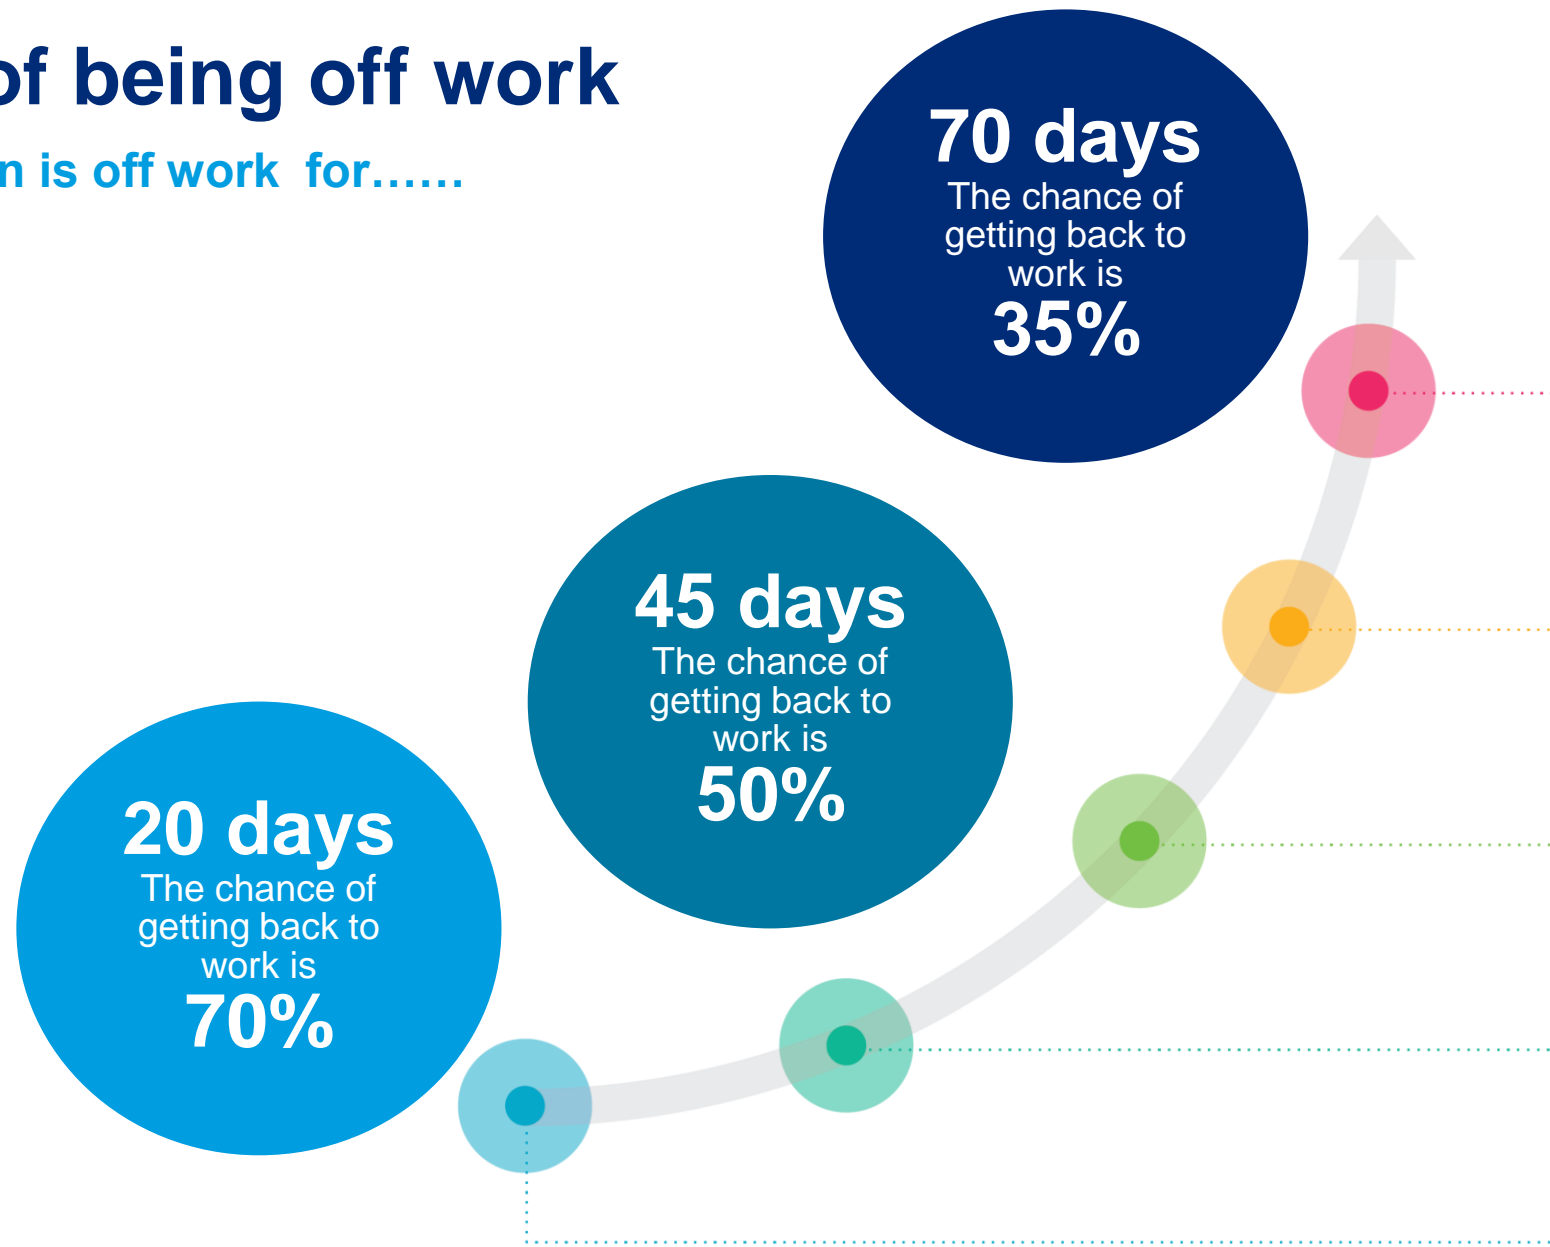 of being off work
n is off work for……
70 days
The chance of
getting back to
work is
35%
45 days
The chance of
getting back to
work is
50%
20 days
The chance of
getting back to
work is
70%